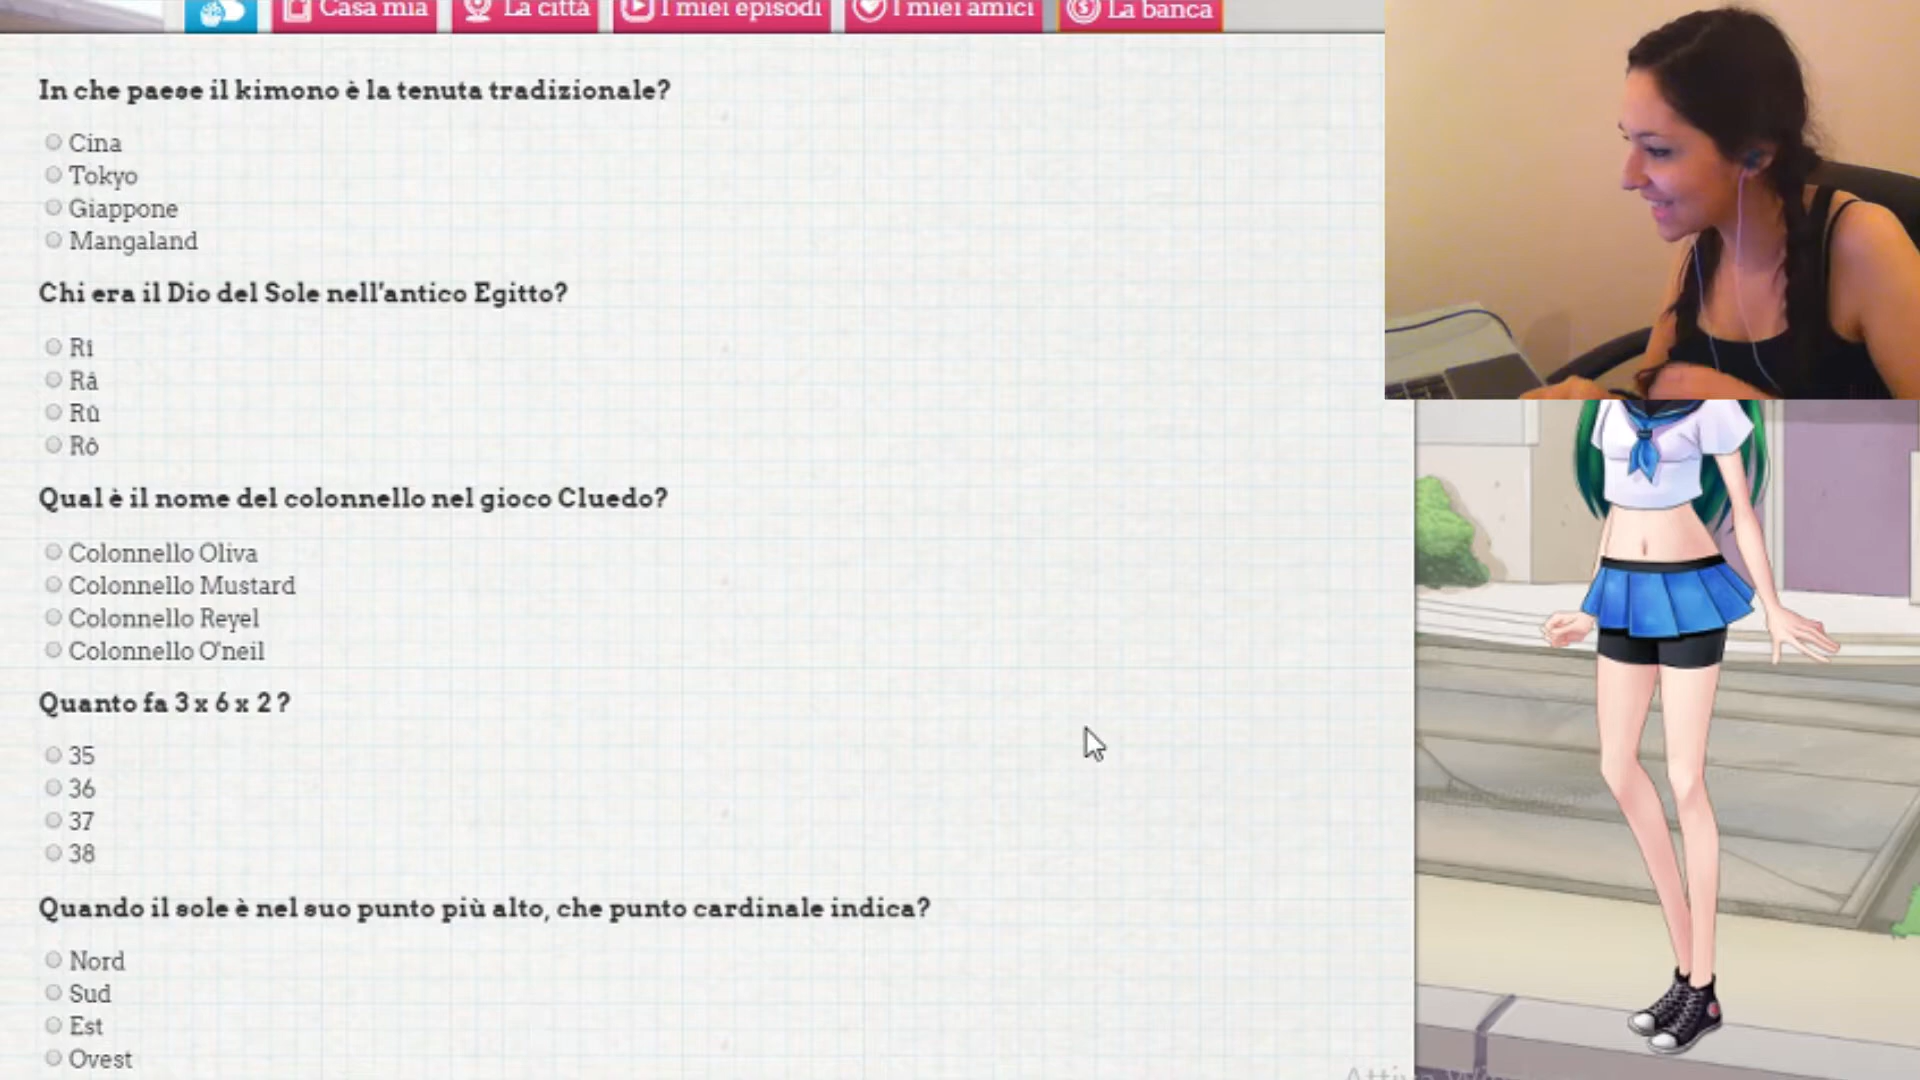 Casa mia
La città
I miei episodi
I miei amici
La banca
In che paese il kimono è la tenuta tradizionale?
Cina
Tokyo
Giappone
Mangaland
Chi era il Dio del Sole nell'antico Egitto?
Rî
Râ
Rû
Rô
Qual è il nome del colonnello nel gioco Cluedo?
Colonnello Oliva
Colonnello Mustard
Colonnello Reyel
Colonnello O'neil
Quanto fa 3 x 6 x 2 ?
35
36
37
38
Quando il sole è nel suo punto più alto, che punto cardinale indica?
Nord
Sud
Est
Ovest